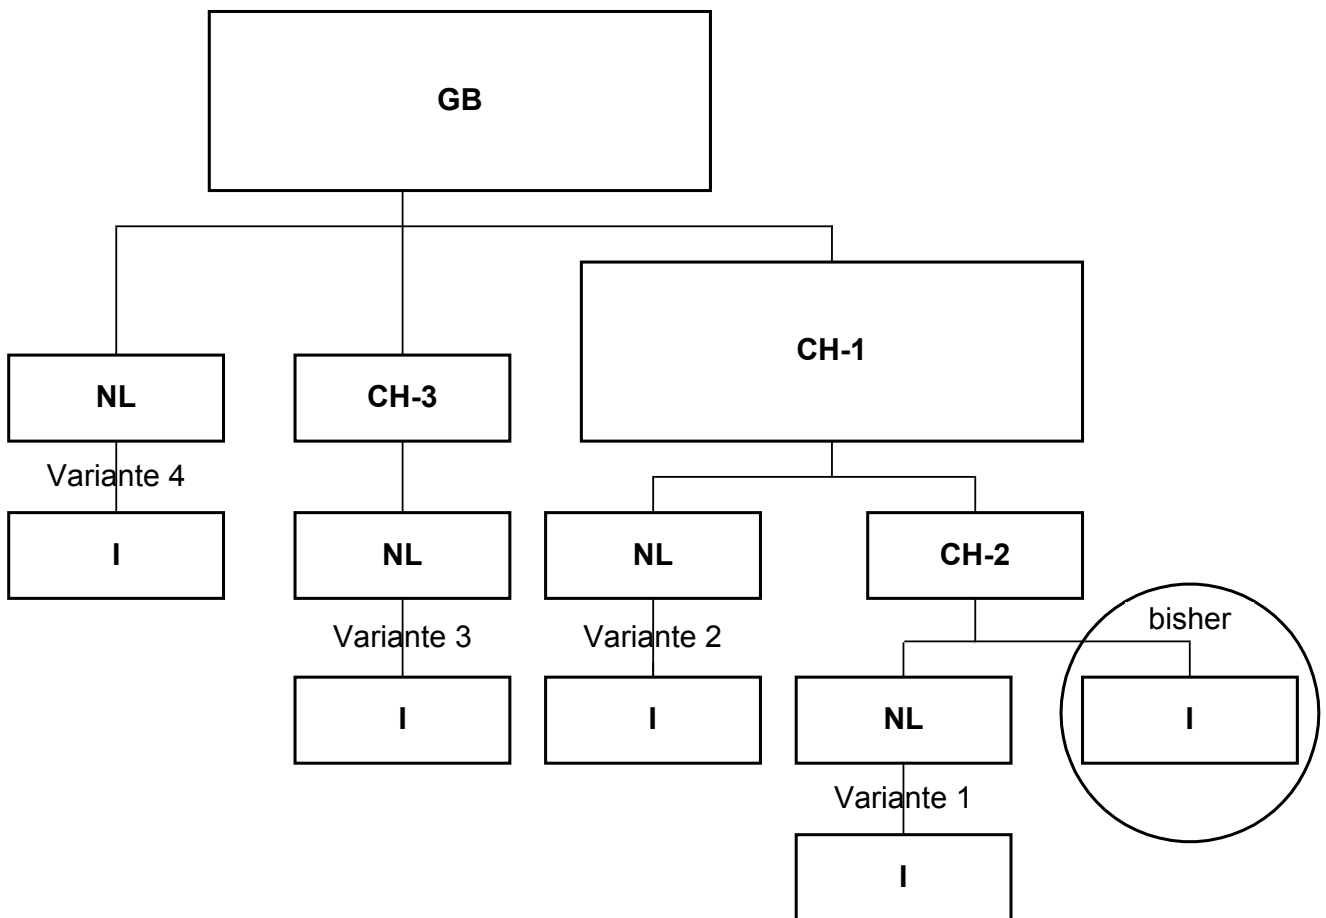 GB
CH-1
NL
CH-3
Variante 4
I
NL
NL
CH-2
Variante 3
Variante 2
bisher
I
I
NL
I
Variante 1
I